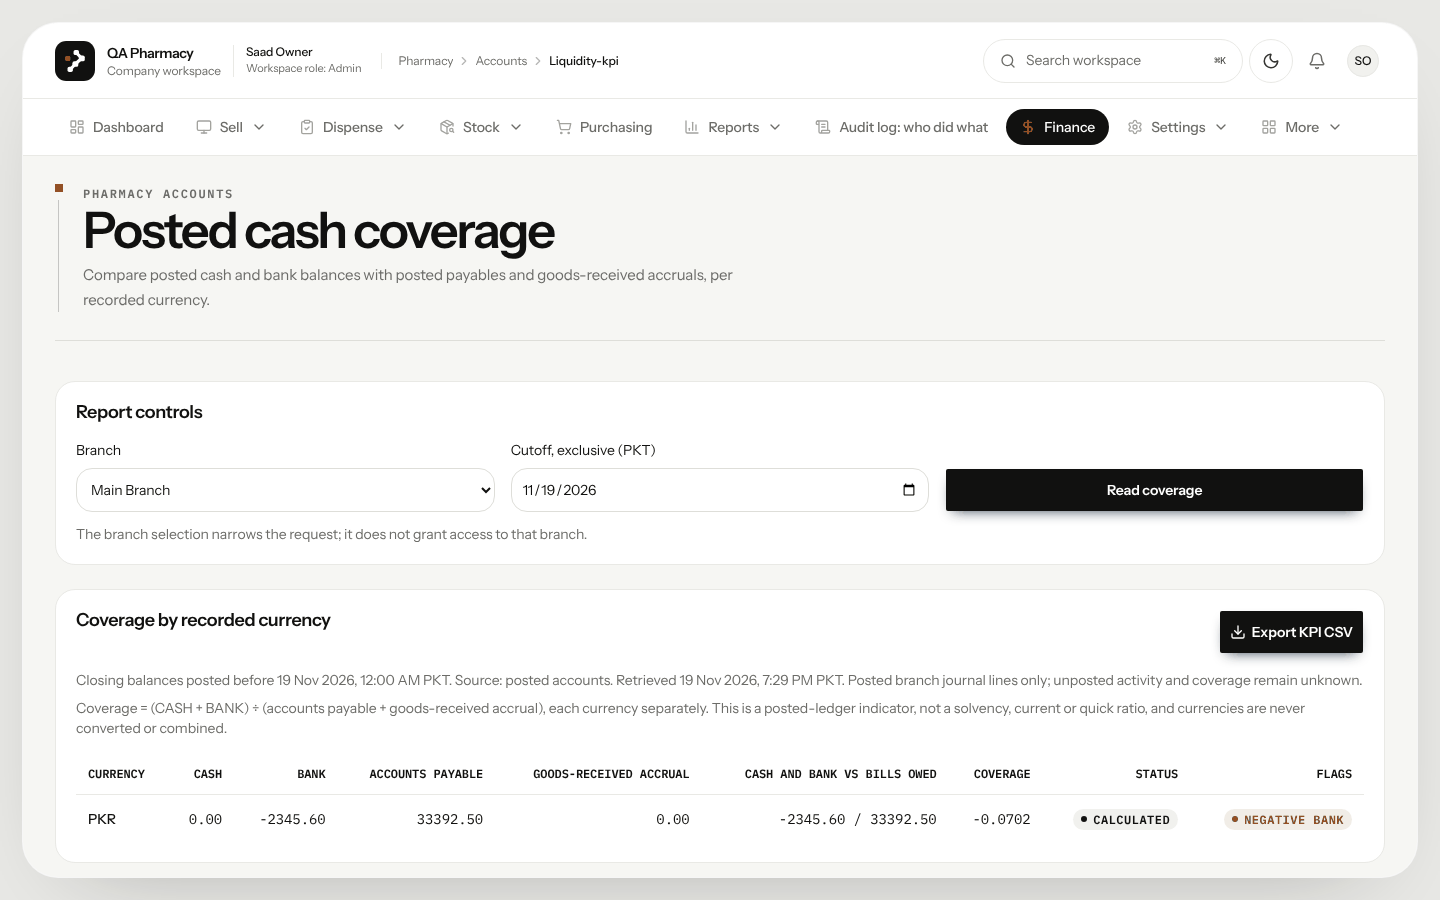 QA Pharmacy
Company workspace
Saad Owner
Workspace role: Admin
Pharmacy > Accounts > Liquidity-kpi
Search workspace
⌘K
SO
Dashboard
Sell
Dispense
Stock
Purchasing
Reports
Audit log: who did what
Finance
Settings
More
PHARMACY ACCOUNTS
Posted cash coverage
Compare posted cash and bank balances with posted payables and goods-received accruals, per
recorded currency.
Report controls
Branch
Cutoff, exclusive (PKT)
Main Branch
11/19/2026
Read coverage
The branch selection narrows the request; it does not grant access to that branch.
Coverage by recorded currency
Export KPI CSV
Closing balances posted before 19 Nov 2026, 12:00 AM PKT. Source: posted accounts. Retrieved 19 Nov 2026, 7:29 PM PKT. Posted branch journal lines only; unposted activity and coverage remain unknown.
Coverage = (CASH + BANK) ÷ (accounts payable + goods-received accrual), each currency separately. This is a posted-ledger indicator, not a solvency, current or quick ratio, and currencies are never
converted or combined.
CURRENCY CASH BANK ACCOUNTS PAYABLE GOODS-RECEIVED ACCRUAL CASH AND BANK VS BILLS OWED COVERAGE STATUS FLAGS
PKR 0.00 -2345.60 33392.50 0.00 -2345.60 / 33392.50 -0.0702 CALCULATED NEGATIVE BANK